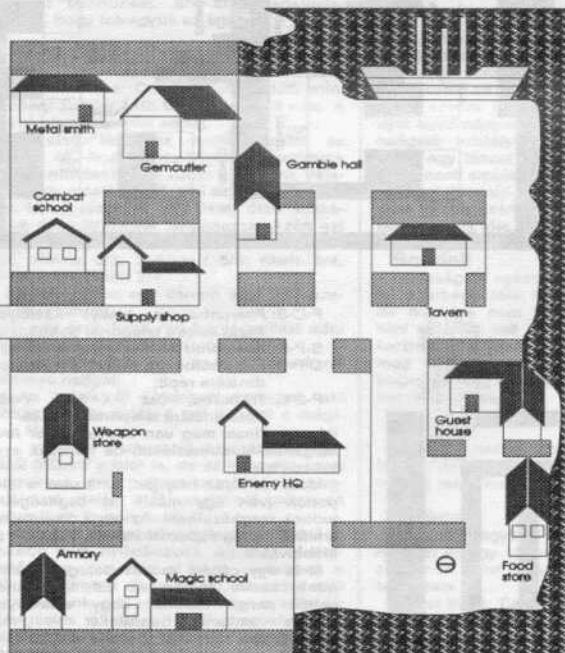 Metal smith
Gemcutler
Gamble hall
Combat
school
Supply shop
Tavern
Weapon
store
Enemy HQ
Guest
house
Armory
Magic school
Food
store